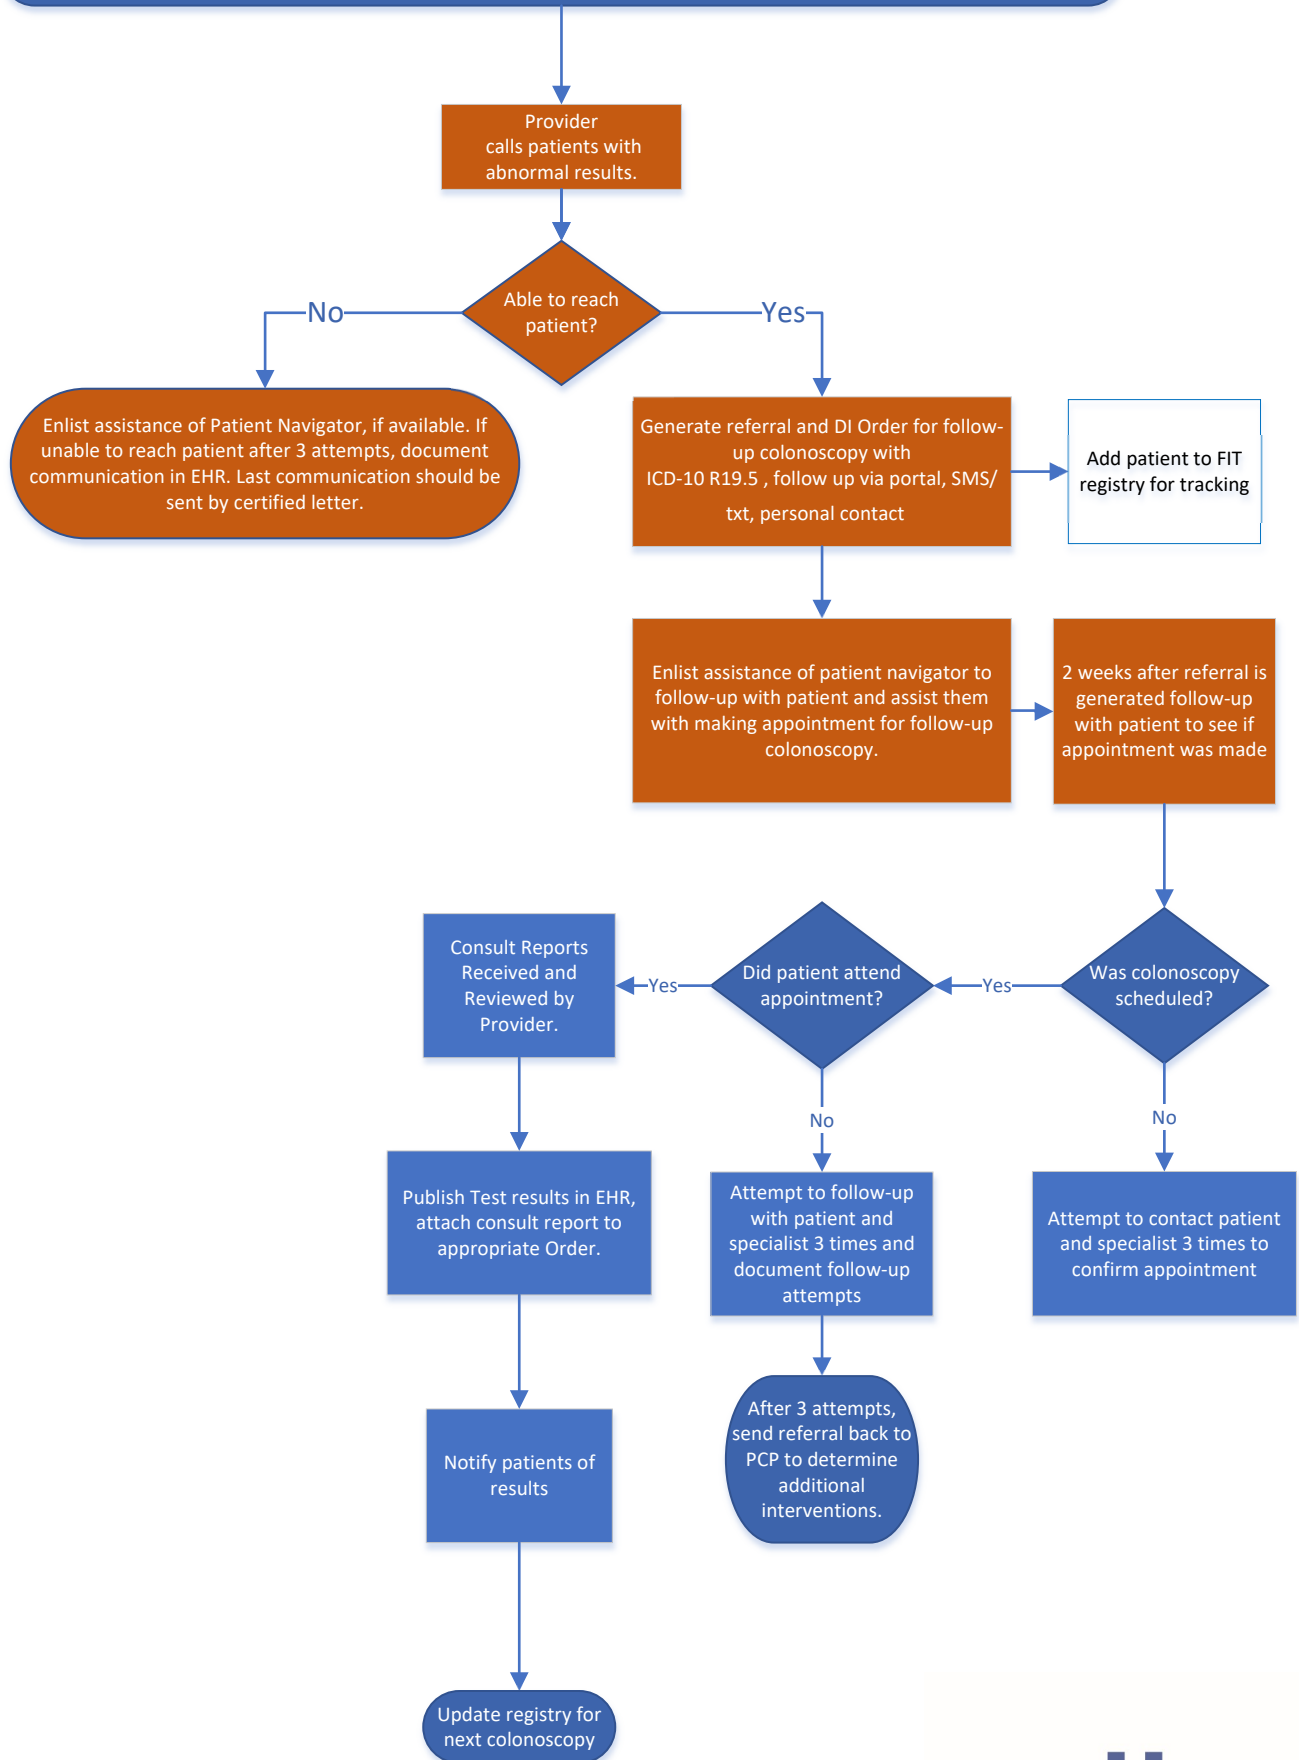 Provider
calls patients with
abnormal results.
Able to reach
patient?
No
Yes
Enlist assistance of Patient Navigator, if available. If
unable to reach patient after 3 attempts, document
communication in EHR. Last communication should be
sent by certified letter.
Generate referral and DI Order for follow-
up colonoscopy with
ICD-10 R19.5 , follow up via portal, SMS/
txt, personal contact
Add patient to FIT
registry for tracking
Enlist assistance of patient navigator to
follow-up with patient and assist them
with making appointment for follow-up
colonoscopy.
2 weeks after referral is
generated follow-up
with patient to see if
appointment was made
Was colonoscopy
scheduled?
Yes
No
Did patient attend
appointment?
Yes
No
Consult Reports
Received and
Reviewed by
Provider.
Publish Test results in EHR,
attach consult report to
appropriate Order.
Attempt to follow-up
with patient and
specialist 3 times and
document follow-up
attempts
Attempt to contact patient
and specialist 3 times to
confirm appointment
After 3 attempts,
send referral back to
PCP to determine
additional
interventions.
Notify patients of
results
Update registry for
next colonoscopy